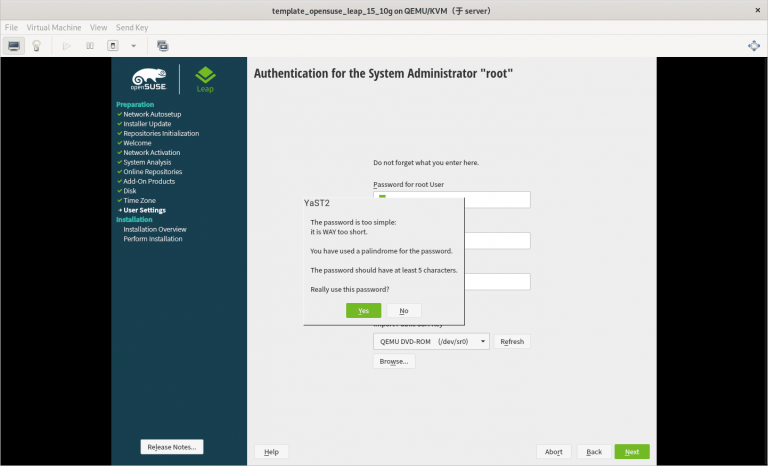 template_opensuse_leap_15_10g on QEMU/KVM（于 server）
File Virtual Machine View Send Key
openSUSE
Leap
Preparation
Network Autosetup
Installer Update
Repositories Initialization
Welcome
Network Activation
System Analysis
Online Repositories
Add-On Products
Disk
Time Zone
User Settings
Installation
Installation Overview
Perform Installation
Release Notes...
Authentication for the System Administrator "root"
Do not forget what you enter here.
Password for root User
YaST2
The password is too simple:
it is WAY too short.
You have used a palindrome for the password.
The password should have at least 5 characters.
Really use this password?
Yes No
QEMU DVD-ROM (/dev/sr0) Refresh
Browse...
Help Abort Back Next